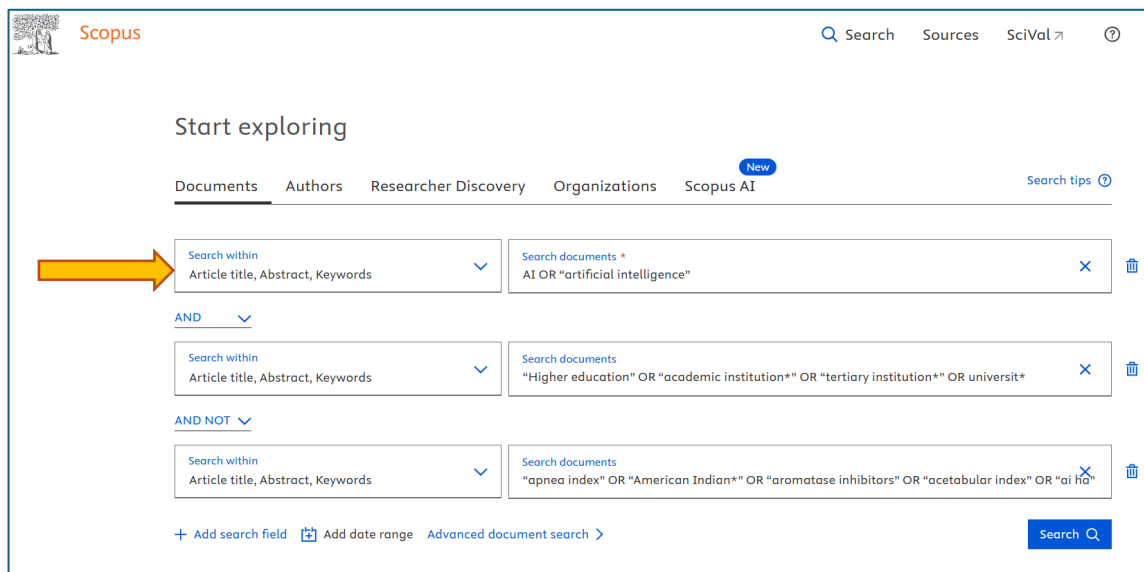 Scopus
Search Sources SciVal
Start exploring
New
Documents Authors Researcher Discovery Organizations Scopus AI
Search tips
Search within
Article title, Abstract, Keywords
Search documents *
AI OR “artificial intelligence”
AND
Search within
Article title, Abstract, Keywords
Search documents
“Higher education” OR “academic institution*” OR “tertiary institution*” OR universit*
AND NOT
Search within
Article title, Abstract, Keywords
Search documents
“apnea index” OR “American Indian*” OR “aromatase inhibitors” OR “acetabular index” OR “ai ha”
Add search field Add date range Advanced document search
Search